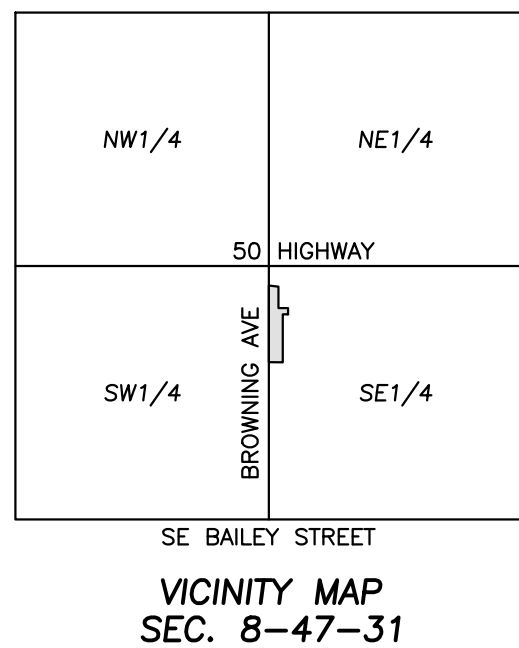 NW1/4
NE1/4
50 HIGHWAY
BROWNING AVE
SW1/4
SE1/4
SE BAILEY STREET
VICINITY MAP
SEC. 8-47-31